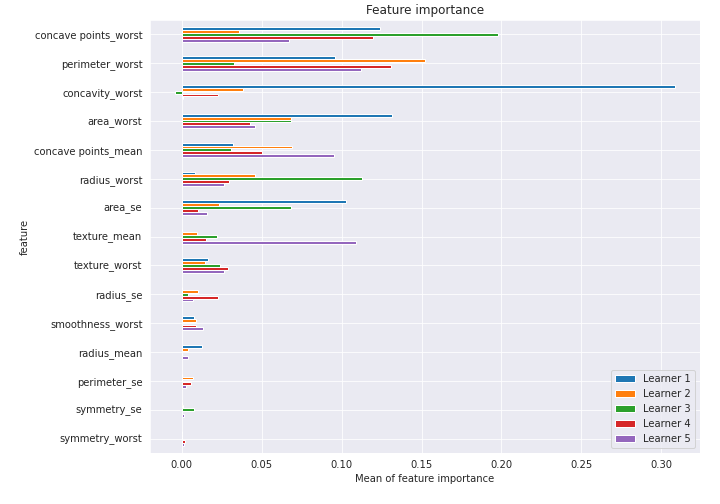 Feature importance
concave points_worst
perimeter_worst
concavity_worst
area_worst
concave points_mean
radius_worst
area_se
texture_mean
texture_worst
radius_se
smoothness_worst
radius_mean
perimeter_se
symmetry_se
symmetry_worst
feature
Learner 1
Learner 2
Learner 3
Learner 4
Learner 5
0.00 0.05 0.10 0.15 0.20 0.25 0.30
Mean of feature importance